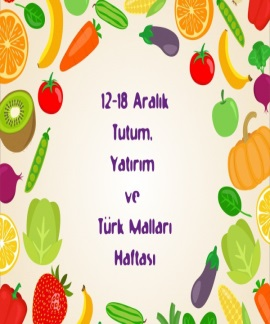 12-18 Aralık
Tutum,
Yatırım
ve
Türk Malları
Haftası